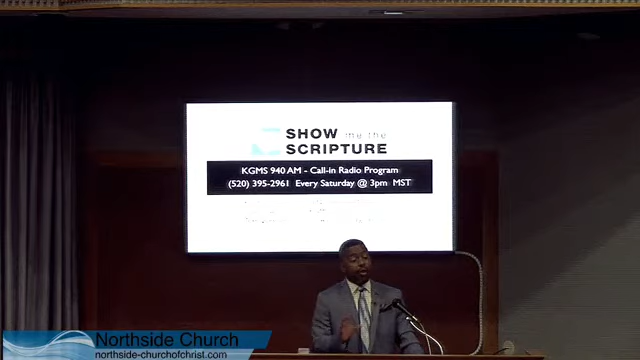 SHOW me the
SCRIPTURE
KGMS 940 AM - Call-in Radio Program
(520) 395-2961 Every Saturday @ 3pm MST
Northside Church
northside-churchofchrist.com